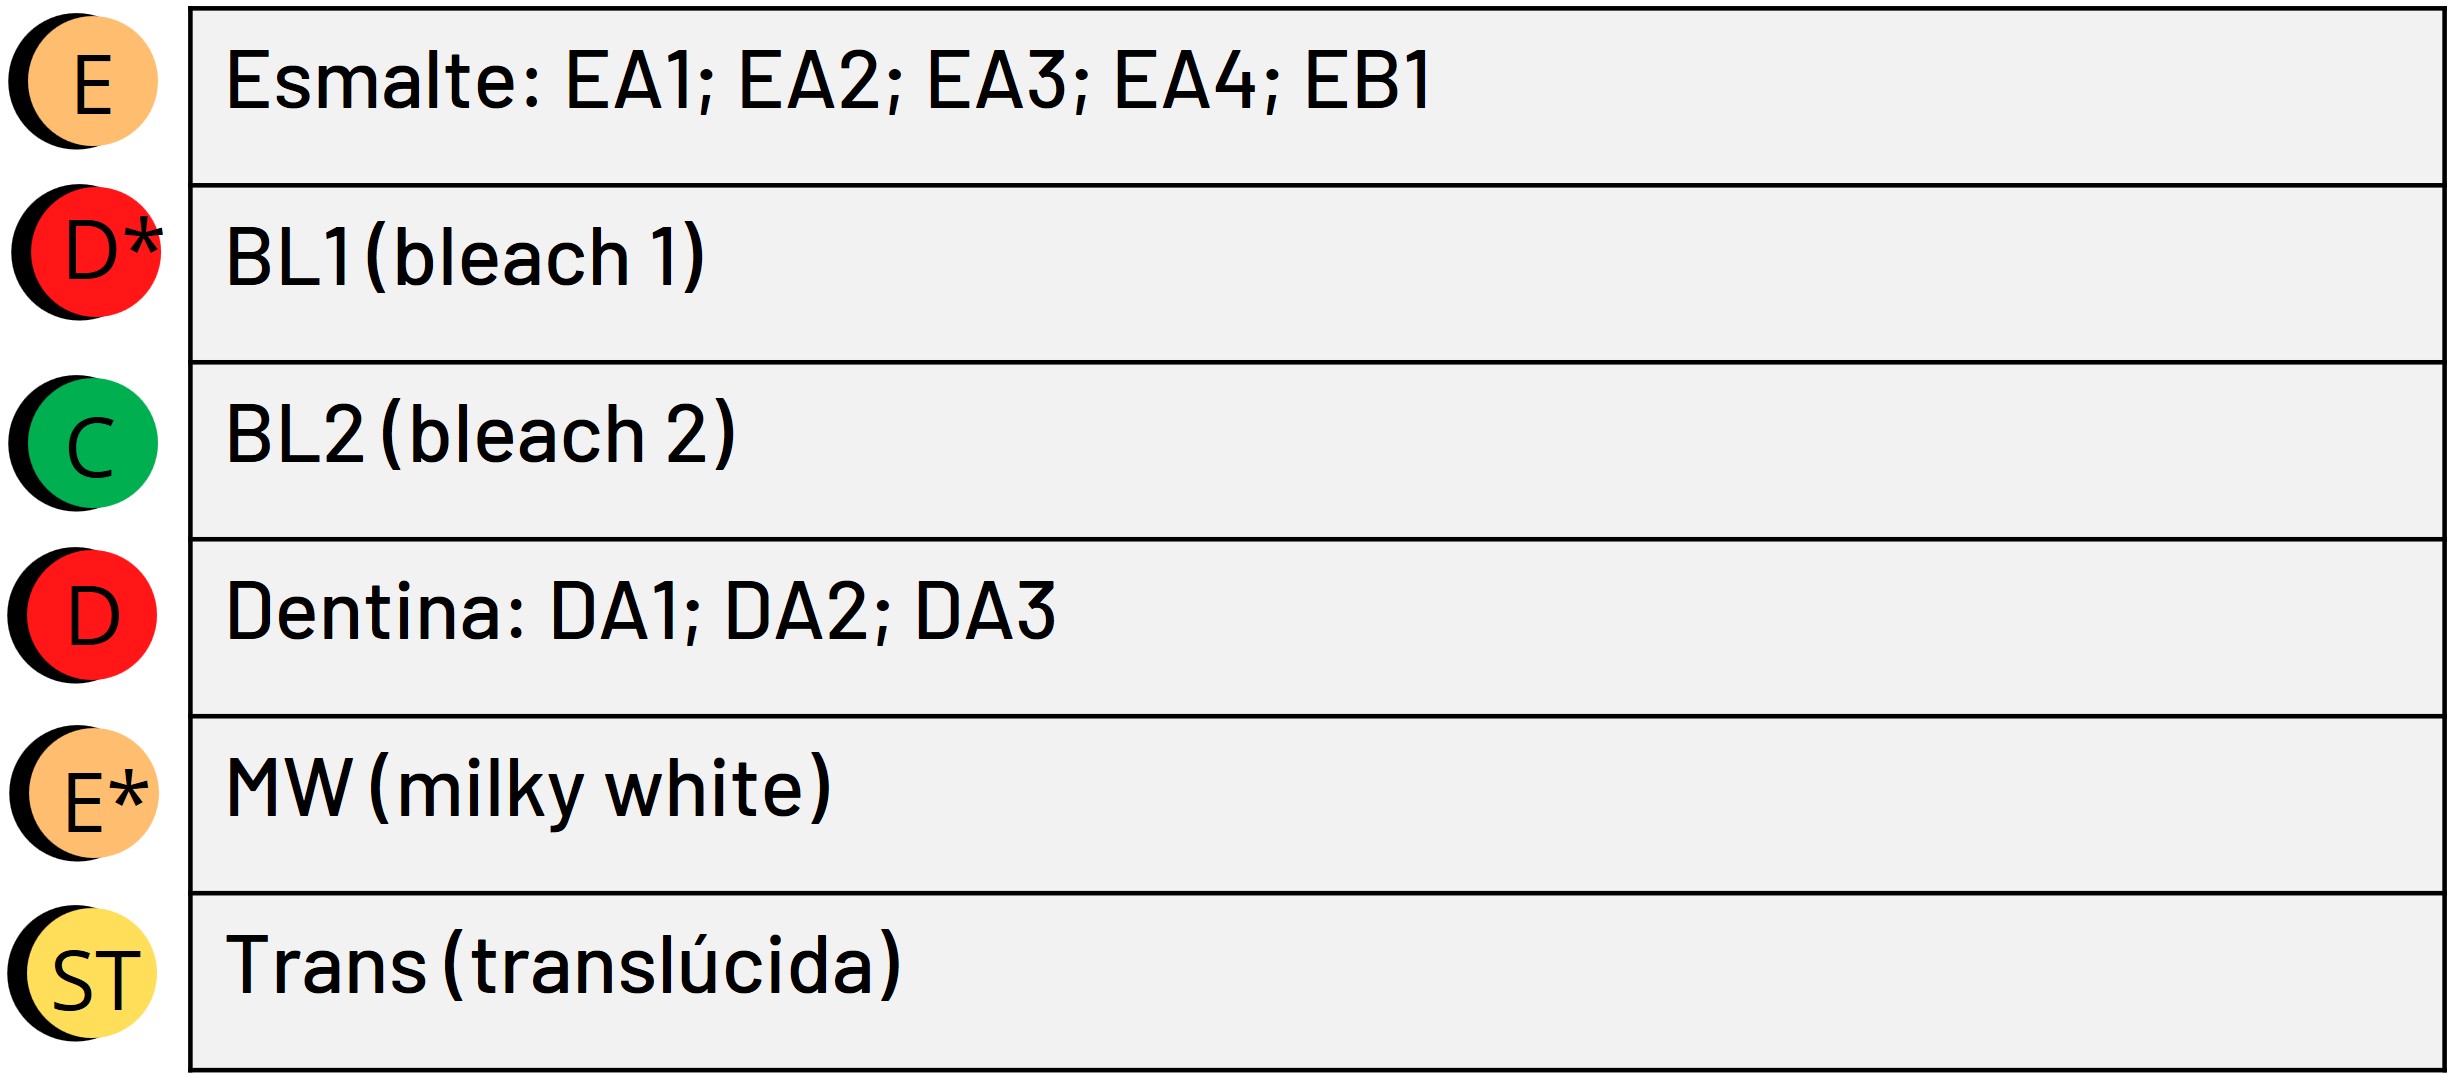 E Esmalte: EA1; EA2; EA3; EA4; EB1
D* BL1 (bleach 1)
C BL2 (bleach 2)
D Dentina: DA1; DA2; DA3
E* MW (milky white)
ST Trans (translúcida)